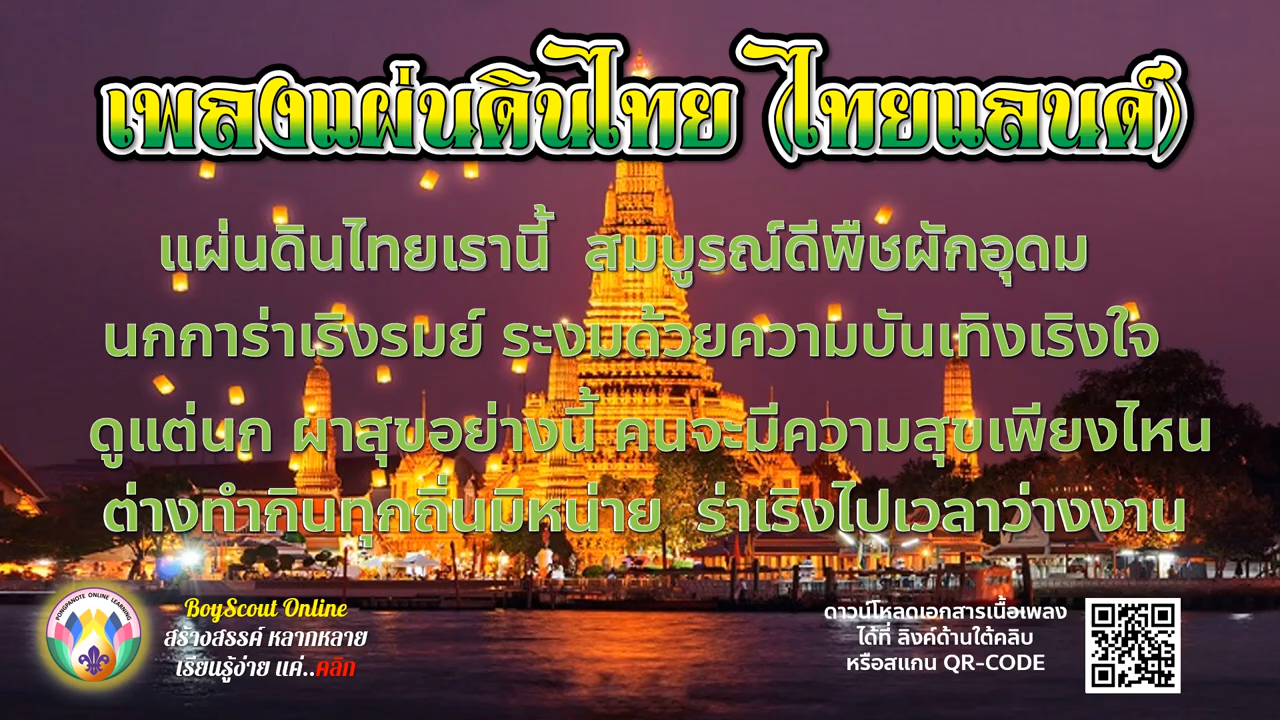 เพลงแผ่นดินไทย (ไทยแลนด์)
แผ่นดินไทยเรานี้ สมบูรณ์ดีพืชผักอุดม
นกการ่าเริงรมย์ ระงมด้วยความบันเทิงเริงใจ
ดูแต่นก ผาสุขอย่างนี้ คนจะมีความสุขเพียงไหน
ต่างทำกินทุกถิ่นมิหน่าย ร่าเริงไปเวลาว่างงาน
PONGPANOTE ONLINE LEARNING
BoyScout Online
สร้างสรรค์ หลากหลาย
เรียนรู้ง่าย แค่..คลิก
ดาวน์โหลดเอกสารเนื้อเพลง
ได้ที่ ลิงค์ด้านใต้คลิบ
หรือสแกน QR-CODE